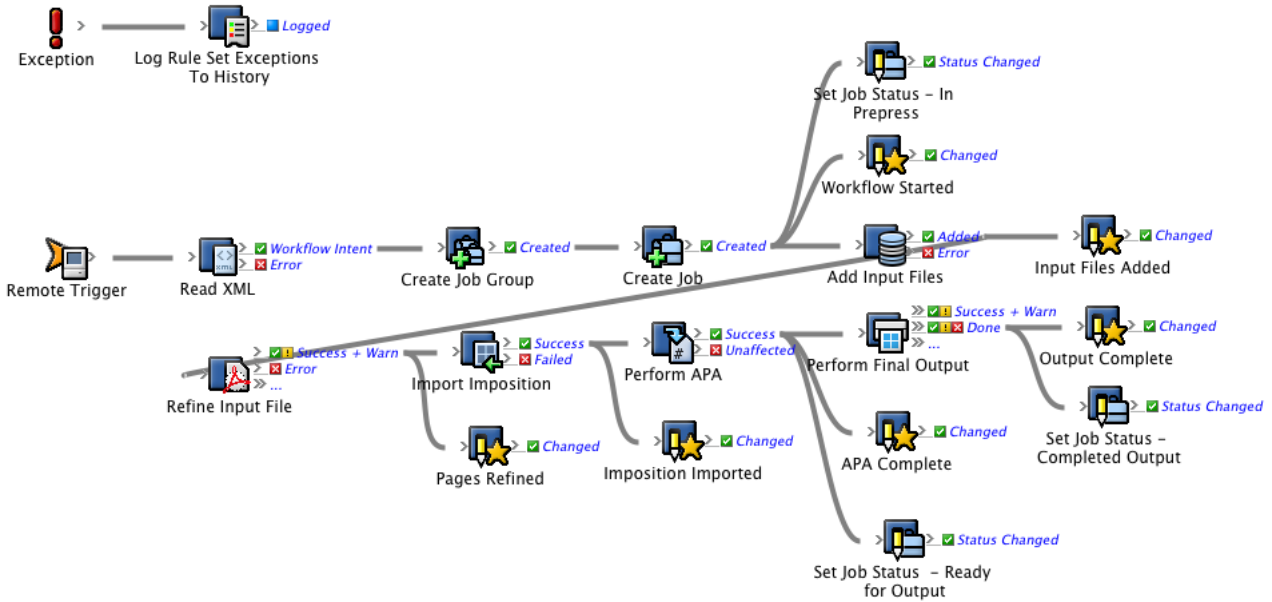 Exception
Logged
Log Rule Set Exceptions
To History
Status Changed
Set Job Status – In
Prepress
Changed
Workflow Started
Remote Trigger
Workflow Intent
Error
XML
Read XML
Created
Create Job Group
Created
Create Job
Added
Error
Add Input Files
Changed
Input Files Added
Success + Warn
Error
...
Refine Input File
Success
Failed
Import Imposition
Success
Unaffected
#
Perform APA
Success + Warn
Done
...
Perform Final Output
Changed
Output Complete
Status Changed
Set Job Status –
Completed Output
Changed
Pages Refined
Changed
Imposition Imported
Changed
APA Complete
Status Changed
Set Job Status  – Ready
for Output